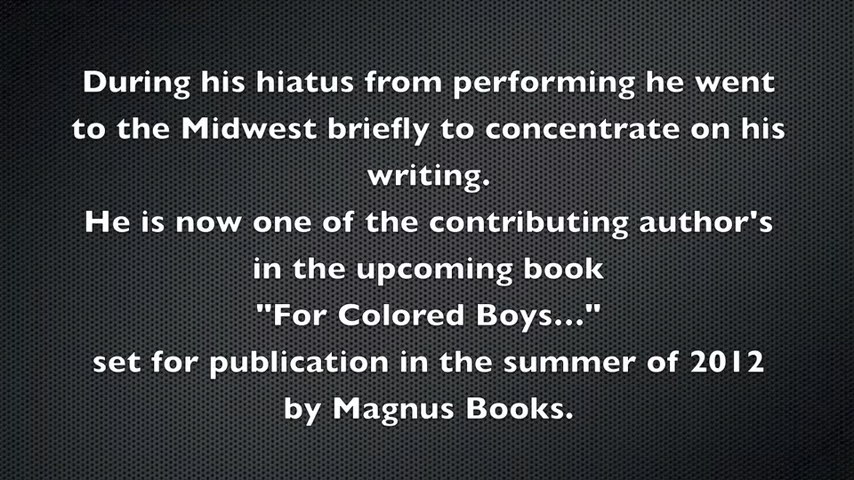 During his hiatus from performing he went
to the Midwest briefly to concentrate on his
writing.
He is now one of the contributing author's
in the upcoming book
"For Colored Boys..."
set for publication in the summer of 2012
by Magnus Books.